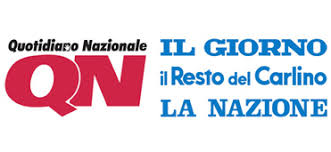 Quotidiano Nazionale
QN
IL GIORNO
il Resto del Carlino
LA NAZIONE